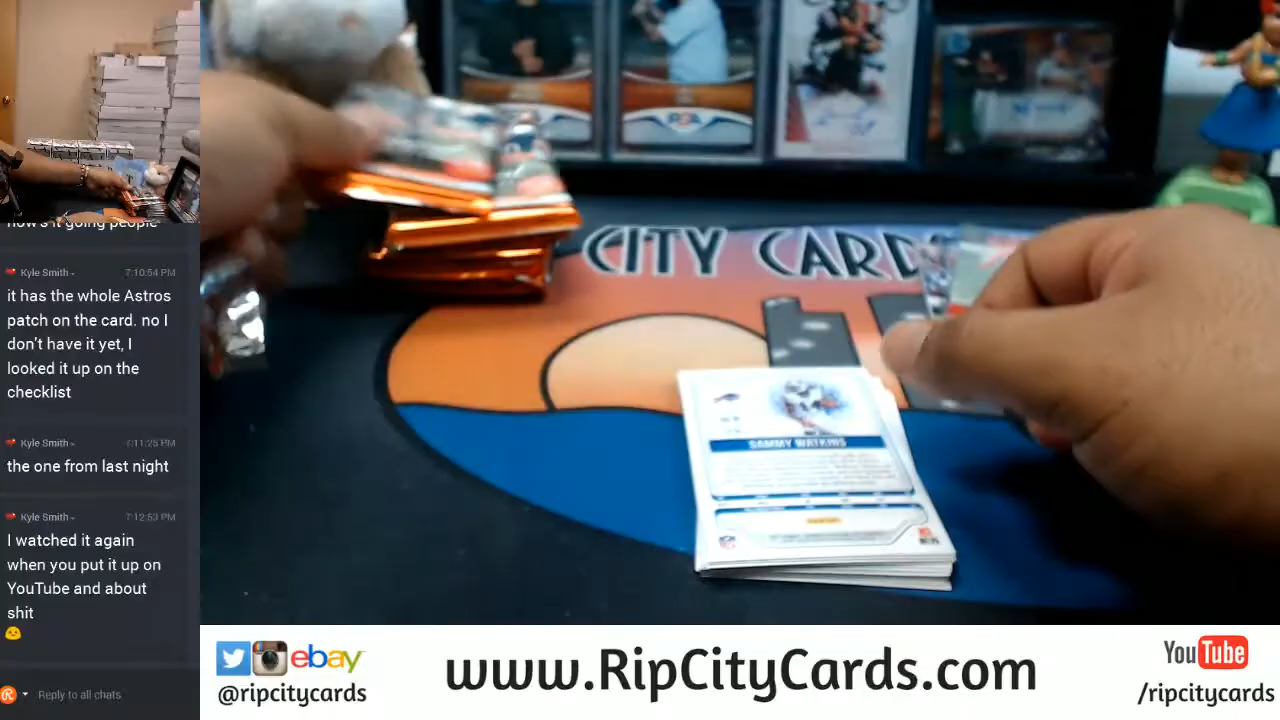 now's it going people
Kyle Smith 7:10:54 PM
it has the whole Astros
patch on the card. no I
don't have it yet, I
looked it up on the
checklist
Kyle Smith 7:11:25 PM
the one from last night
Kyle Smith 7:12:53 PM
I watched it again
when you put it up on
YouTube and about
shit
Reply to all chats
CITY CARDS
SAMMY WATKINS
ebay
@ripcitycards
www.RipCityCards.com
YouTube
/ripcitycards